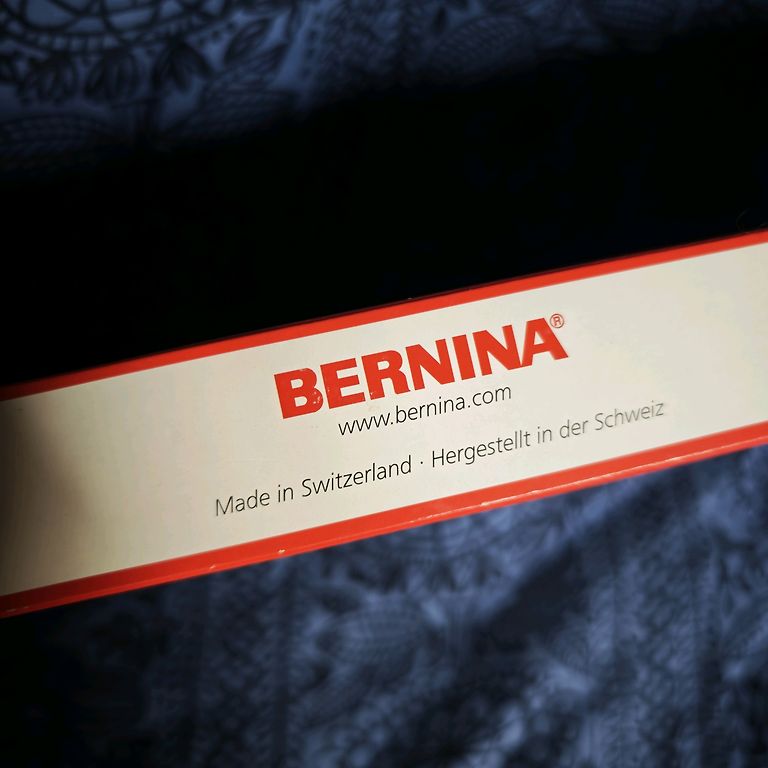 BERNINA®
www.bernina.com
Made in Switzerland · Hergestellt in der Schweiz